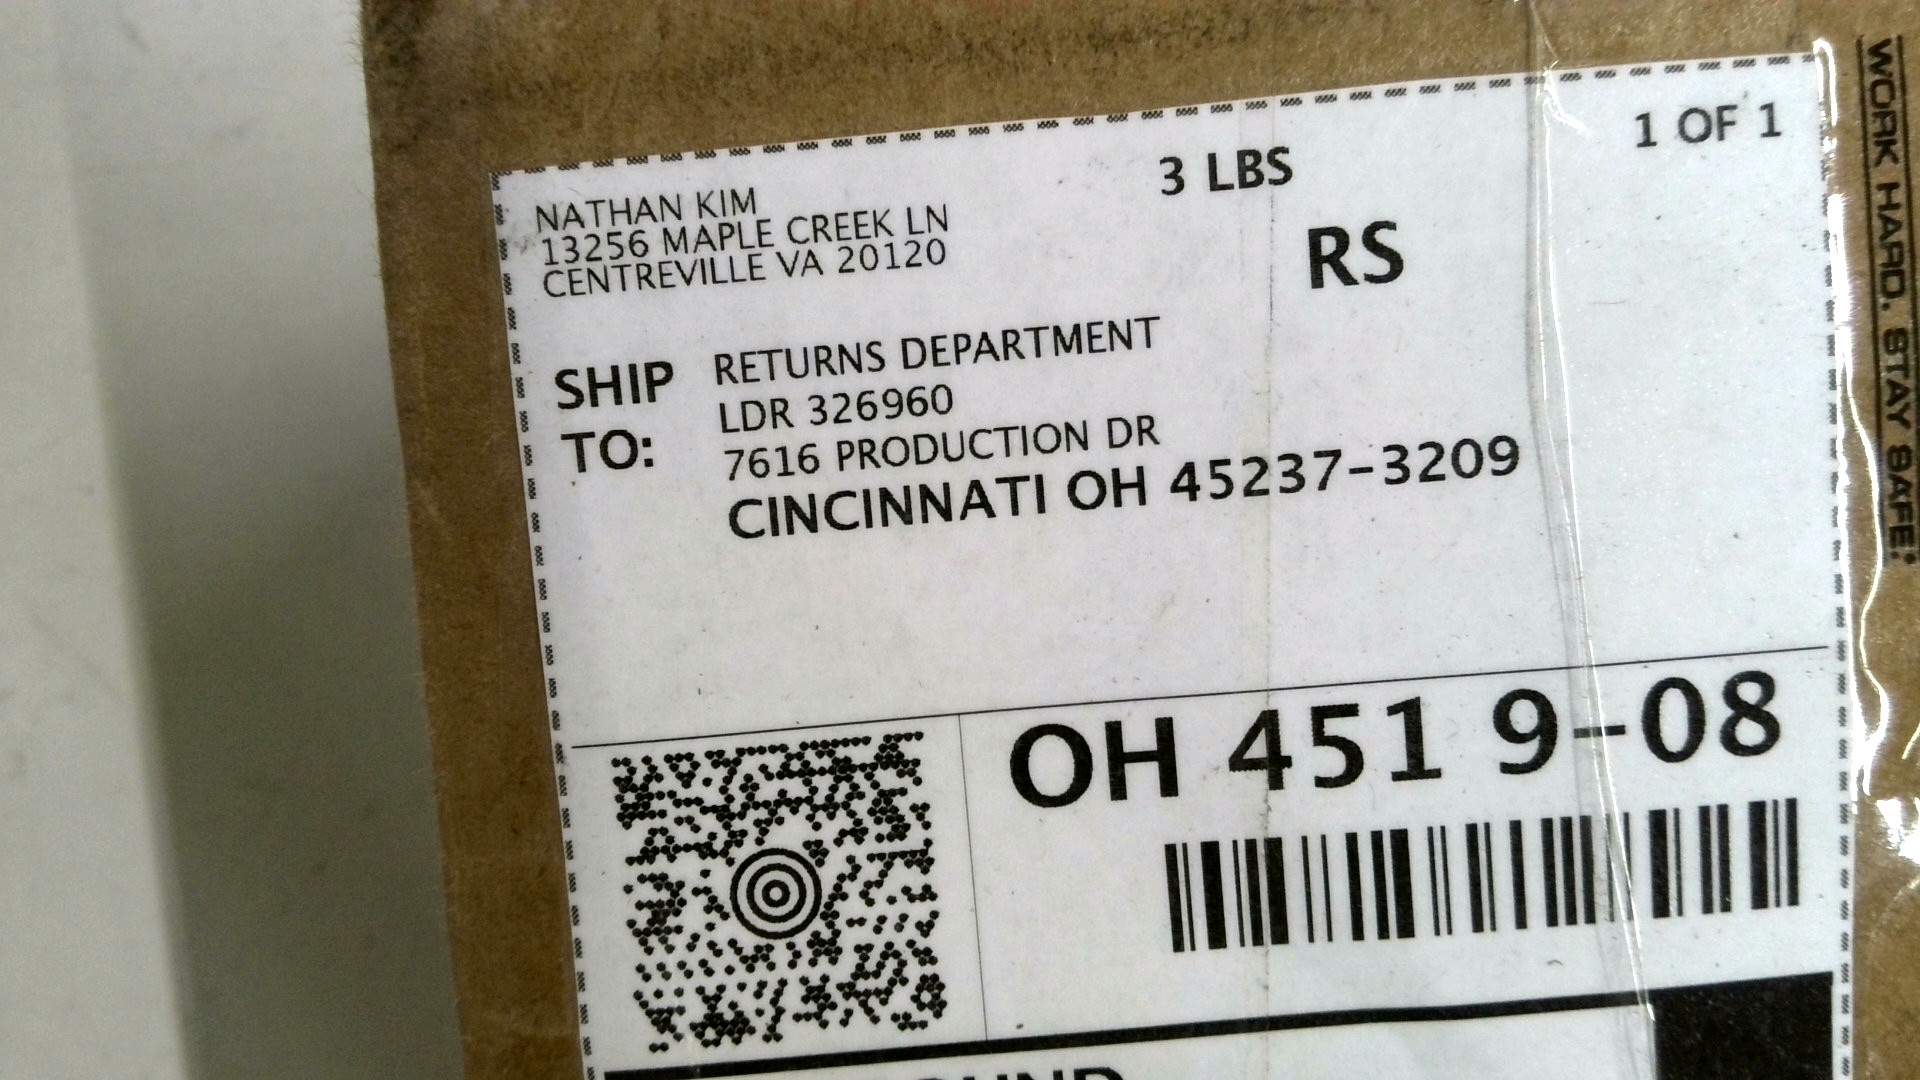 NATHAN KIM
13256 MAPLE CREEK LN
CENTREVILLE VA 20120
3 LBS
1 OF 1
RS
SHIP TO:
RETURNS DEPARTMENT
LDR 326960
7616 PRODUCTION DR
CINCINNATI OH 45237-3209
OH 451 9-08
WORK HARD. STAY SAFE.